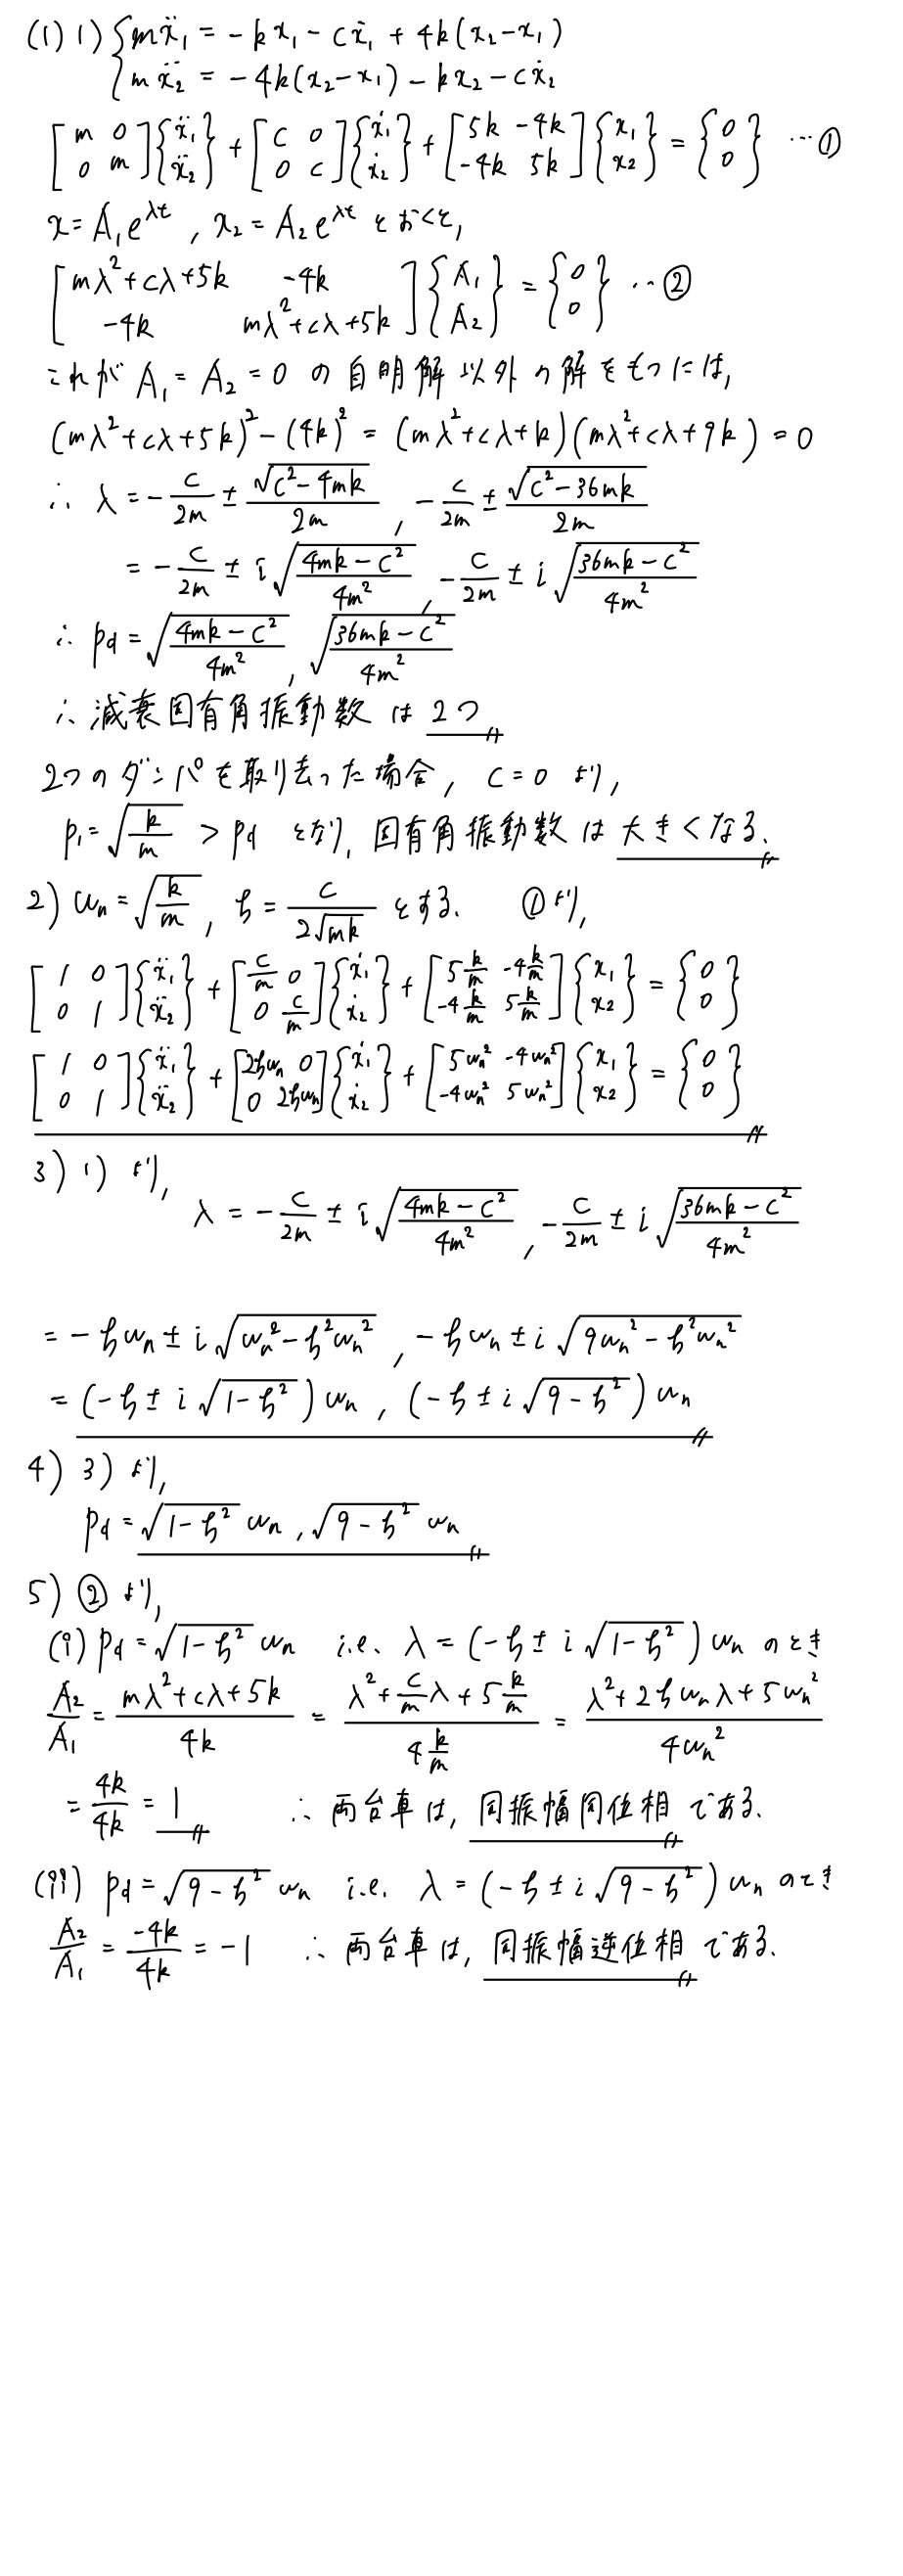 (1) 1) { mẍ₁ = -kx₁ - cẋ₁ + 4k(x₂-x₁)
mẍ₂ = -4k(x₂-x₁) - kx₂ - cẋ₂
[m 0; 0 m]{ẍ₁; ẍ₂} + [c 0; 0 c]{ẋ₁; ẋ₂} + [5k -4k; -4k 5k]{x₁; x₂} = {0; 0} …①
x = A₁e^{λt}, x₂ = A₂e^{λt} とおくと,
[mλ²+cλ+5k -4k; -4k mλ²+cλ+5k]{A₁; A₂} = {0; 0} ‥②
これが A₁ = A₂ = 0 の自明解以外の解をもつには,
(mλ²+cλ+5k)² - (4k)² = (mλ²+cλ+k)(mλ²+cλ+9k) = 0
∴ λ = -c/2m ± √(c²-4mk)/2m, -c/2m ± √(c²-36mk)/2m
= -c/2m ± i√((4mk-c²)/4m²), -c/2m ± i√((36mk-c²)/4m²)
∴ pd = √((4mk-c²)/4m²), √((36mk-c²)/4m²)
∴ 減衰固有角振動数は 2つ
2つのダンパを取り去った場合, c=0 より,
p₁ = √(k/m) > pd となり, 固有角振動数は大きくなる.
2) ωn = √(k/m), ζ = c/(2√mk) とする. ①より,
[1 0; 0 1]{ẍ₁; ẍ₂} + [c/m 0; 0 c/m]{ẋ₁; ẋ₂} + [5k/m -4k/m; -4k/m 5k/m]{x₁; x₂} = {0; 0}
[1 0; 0 1]{ẍ₁; ẍ₂} + [2ζωn 0; 0 2ζωn]{ẋ₁; ẋ₂} + [5ωn² -4ωn²; -4ωn² 5ωn²]{x₁; x₂} = {0; 0}
3) 1) より,
λ = -c/2m ± i√((4mk-c²)/4m²), -c/2m ± i√((36mk-c²)/4m²)
= -ζωn ± i√(ωn²-ζ²ωn²), -ζωn ± i√(9ωn²-ζ²ωn²)
= (-ζ ± i√(1-ζ²))ωn, (-ζ ± i√(9-ζ²))ωn
4) 3) より,
pd = √(1-ζ²) ωn, √(9-ζ²) ωn
5) ②より,
(i) pd = √(1-ζ²) ωn i.e. λ = (-ζ ± i√(1-ζ²))ωn のとき
A₂/A₁ = (mλ²+cλ+5k)/4k = (λ²+(c/m)λ+5(k/m))/(4(k/m)) = (λ²+2ζωnλ+5ωn²)/4ωn²
= 4k/4k = 1 ∴ 両台車は, 同振幅同位相である.
(ii) pd = √(9-ζ²) ωn i.e. λ = (-ζ ± i√(9-ζ²))ωn のとき
A₂/A₁ = -4k/4k = -1 ∴ 両台車は, 同振幅逆位相である.